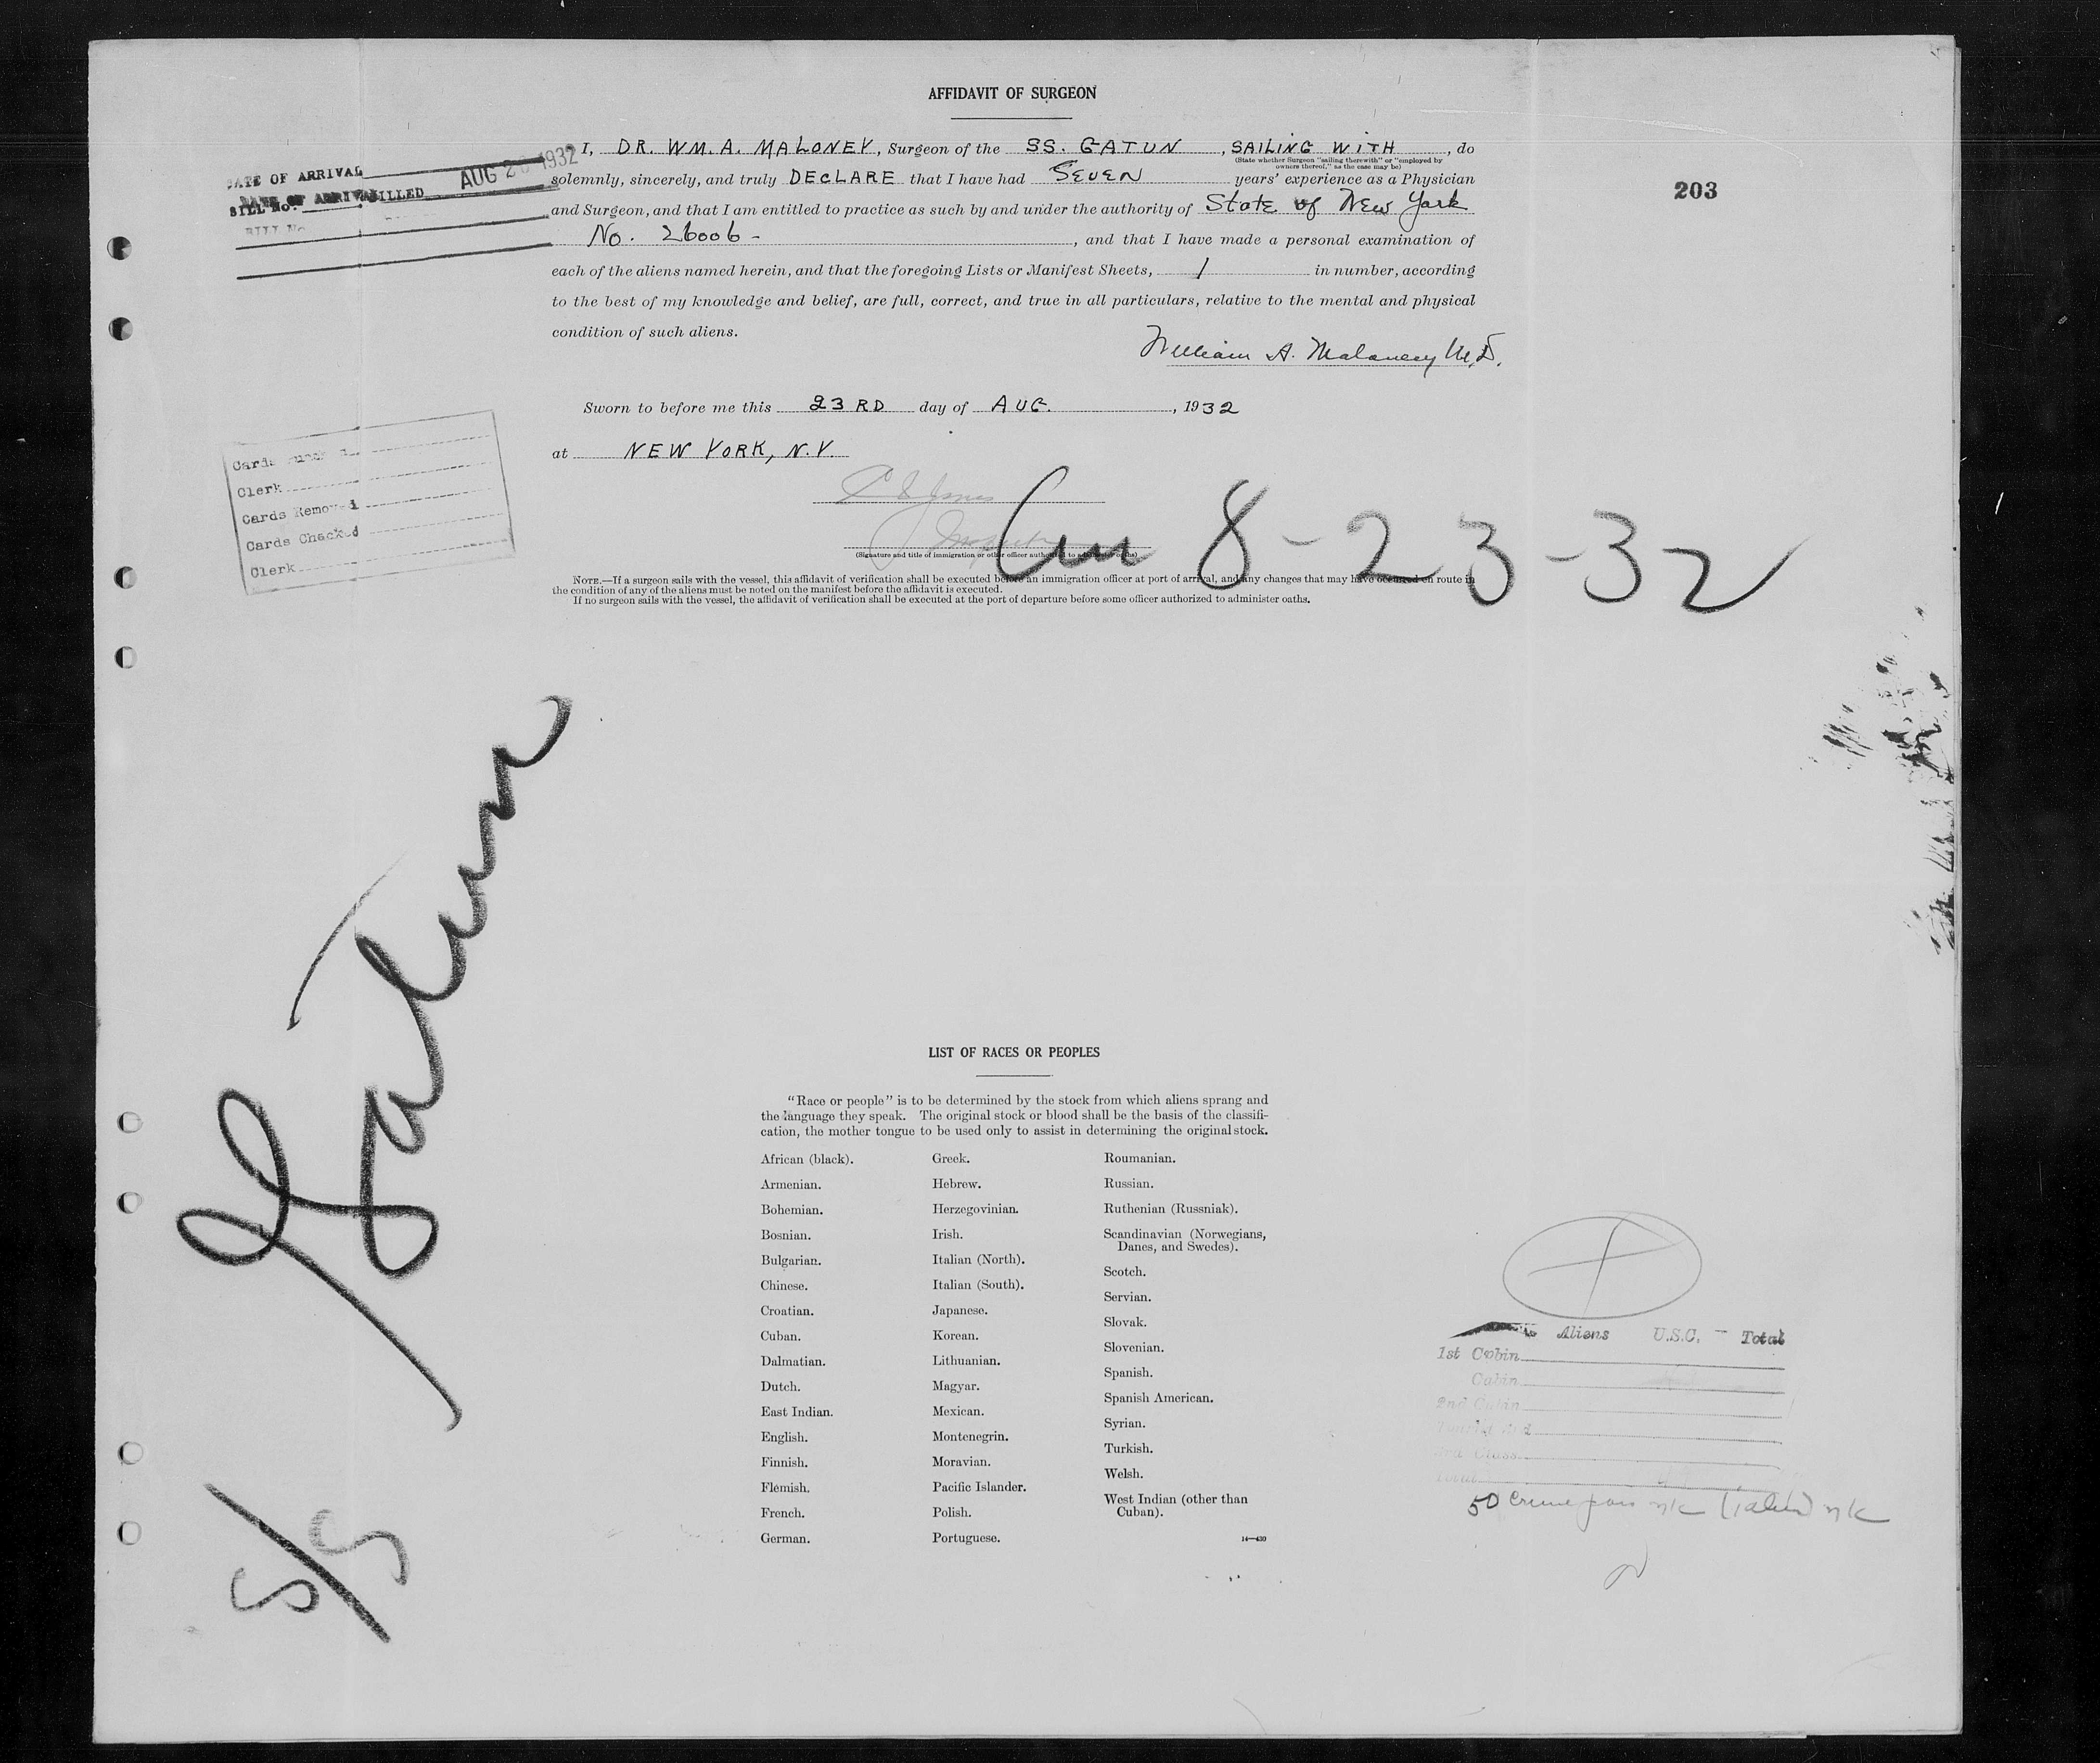 AFFIDAVIT OF SURGEON
I, DR. WM. A. MALONEY, Surgeon of the SS. GATUN, SAILING WITH, do
(State whether Surgeon "sailing therewith" or "employed by
owners thereof," as the case may be)
solemnly, sincerely, and truly DECLARE that I have had SEVEN years' experience as a Physician
and Surgeon, and that I am entitled to practice as such by and under the authority of State of New York
No. 26006 -, and that I have made a personal examination of
each of the aliens named herein, and that the foregoing Lists or Manifest Sheets, 1 in number, according
to the best of my knowledge and belief, are full, correct, and true in all particulars, relative to the mental and physical
condition of such aliens.
William A. Maloney M.D.
Sworn to before me this 23RD day of AUG., 1932
at NEW YORK, N.Y.
(Signature and title of immigration or other officer authorized to administer oaths)
8-23-32
NOTE.—If a surgeon sails with the vessel, this affidavit of verification shall be executed before an immigration officer at port of arrival, and any changes that may have occurred en route in
the condition of any of the aliens must be noted on the manifest before the affidavit is executed.
If no surgeon sails with the vessel, the affidavit of verification shall be executed at the port of departure before some officer authorized to administer oaths.
DATE OF ARRIVAL AUG 1932
BILL No.
203
Cards
Clerk
Cards Removed
Cards Checked
Clerk
S/S Gatun
LIST OF RACES OR PEOPLES
"Race or people" is to be determined by the stock from which aliens sprang and
the language they speak. The original stock or blood shall be the basis of the classifi-
cation, the mother tongue to be used only to assist in determining the original stock.
African (black).
Armenian.
Bohemian.
Bosnian.
Bulgarian.
Chinese.
Croatian.
Cuban.
Dalmatian.
Dutch.
East Indian.
English.
Finnish.
Flemish.
French.
German.
Greek.
Hebrew.
Herzegovinian.
Irish.
Italian (North).
Italian (South).
Japanese.
Korean.
Lithuanian.
Magyar.
Mexican.
Montenegrin.
Moravian.
Pacific Islander.
Polish.
Portuguese.
Roumanian.
Russian.
Ruthenian (Russniak).
Scandinavian (Norwegians,
Danes, and Swedes).
Scotch.
Servian.
Slovak.
Slovenian.
Spanish.
Spanish American.
Syrian.
Turkish.
Welsh.
West Indian (other than
Cuban).
14—430
Aliens U.S.C. - Total
1st Cabin
Cabin
2nd Cabin
3rd Class
Total
50